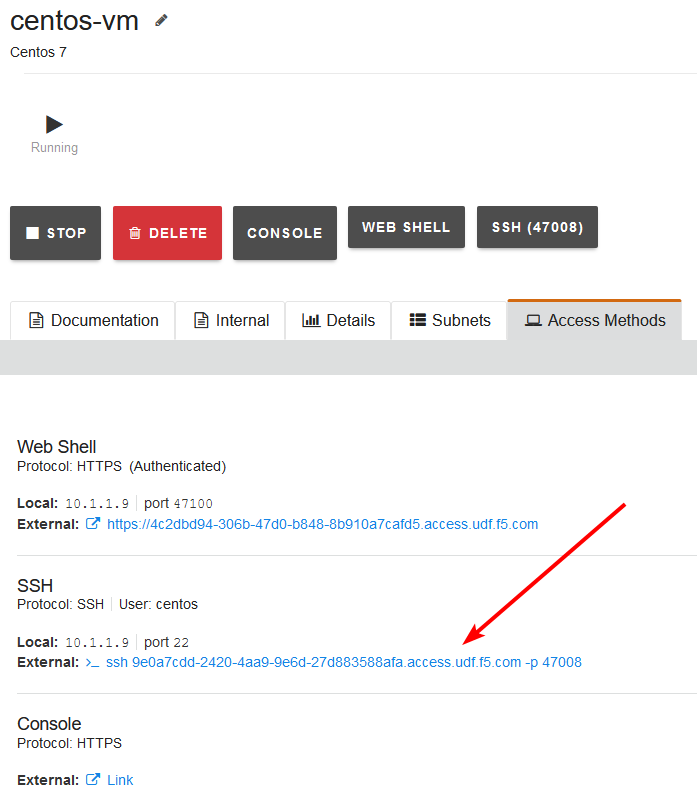 centos-vm
Centos 7
Running
STOP DELETE CONSOLE WEB SHELL SSH (47008)
Documentation Internal Details Subnets Access Methods
Web Shell
Protocol: HTTPS (Authenticated)
Local: 10.1.1.9 port 47100
External: https://4c2dbd94-306b-47d0-b848-8b910a7cafd5.access.udf.f5.com
SSH
Protocol: SSH User: centos
Local: 10.1.1.9 port 22
External: ssh 9e0a7cdd-2420-4aa9-9e6d-27d883588afa.access.udf.f5.com -p 47008
Console
Protocol: HTTPS
External: Link